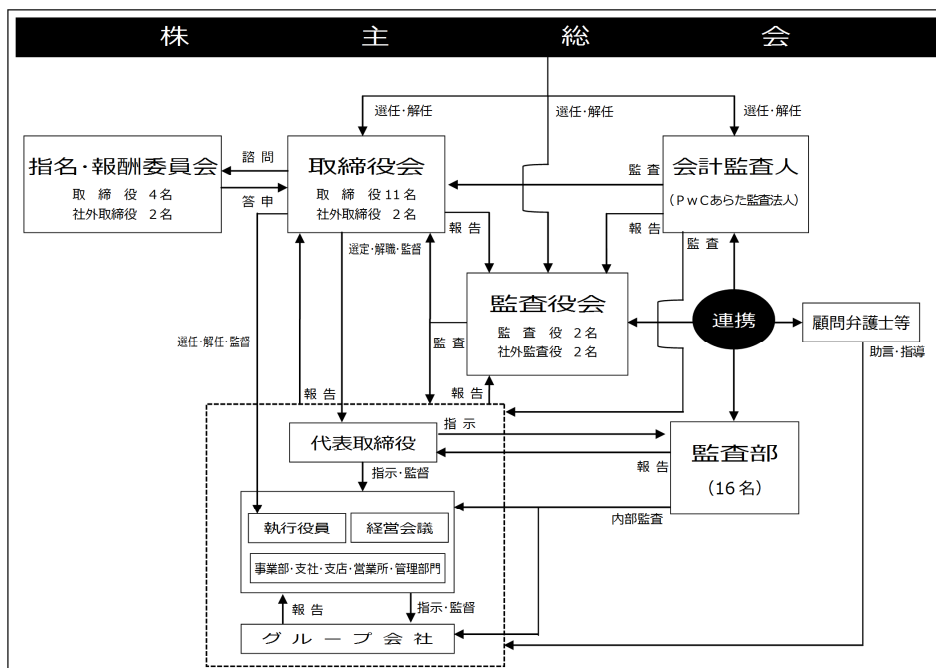 株主総会
選任・解任
選任・解任
選任・解任
指名・報酬委員会
取締役 4名
社外取締役 2名
諮問
答申
取締役会
取締役 11名
社外取締役 2名
監査
会計監査人
(PwCあらた監査法人)
報告
報告
監査
選定・解職・監督
監査役会
監査役 2名
社外監査役 2名
連携
顧問弁護士等
助言・指導
選任・解任・監督
監査
報告
報告
代表取締役
指示
報告
監査部
(16名)
指示・監督
内部監査
執行役員
経営会議
事業部・支社・支店・営業所・管理部門
報告
指示・監督
グループ会社